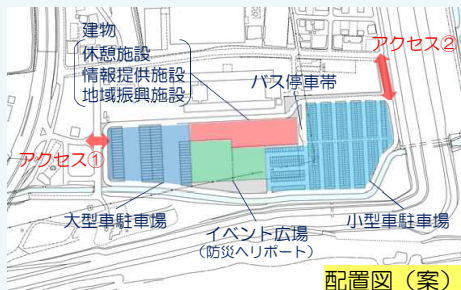 建物
休憩施設
情報提供施設
地域振興施設
アクセス②
バス停車帯
アクセス①
大型車駐車場
イベント広場
(防災ヘリポート)
小型車駐車場
配置図（案）